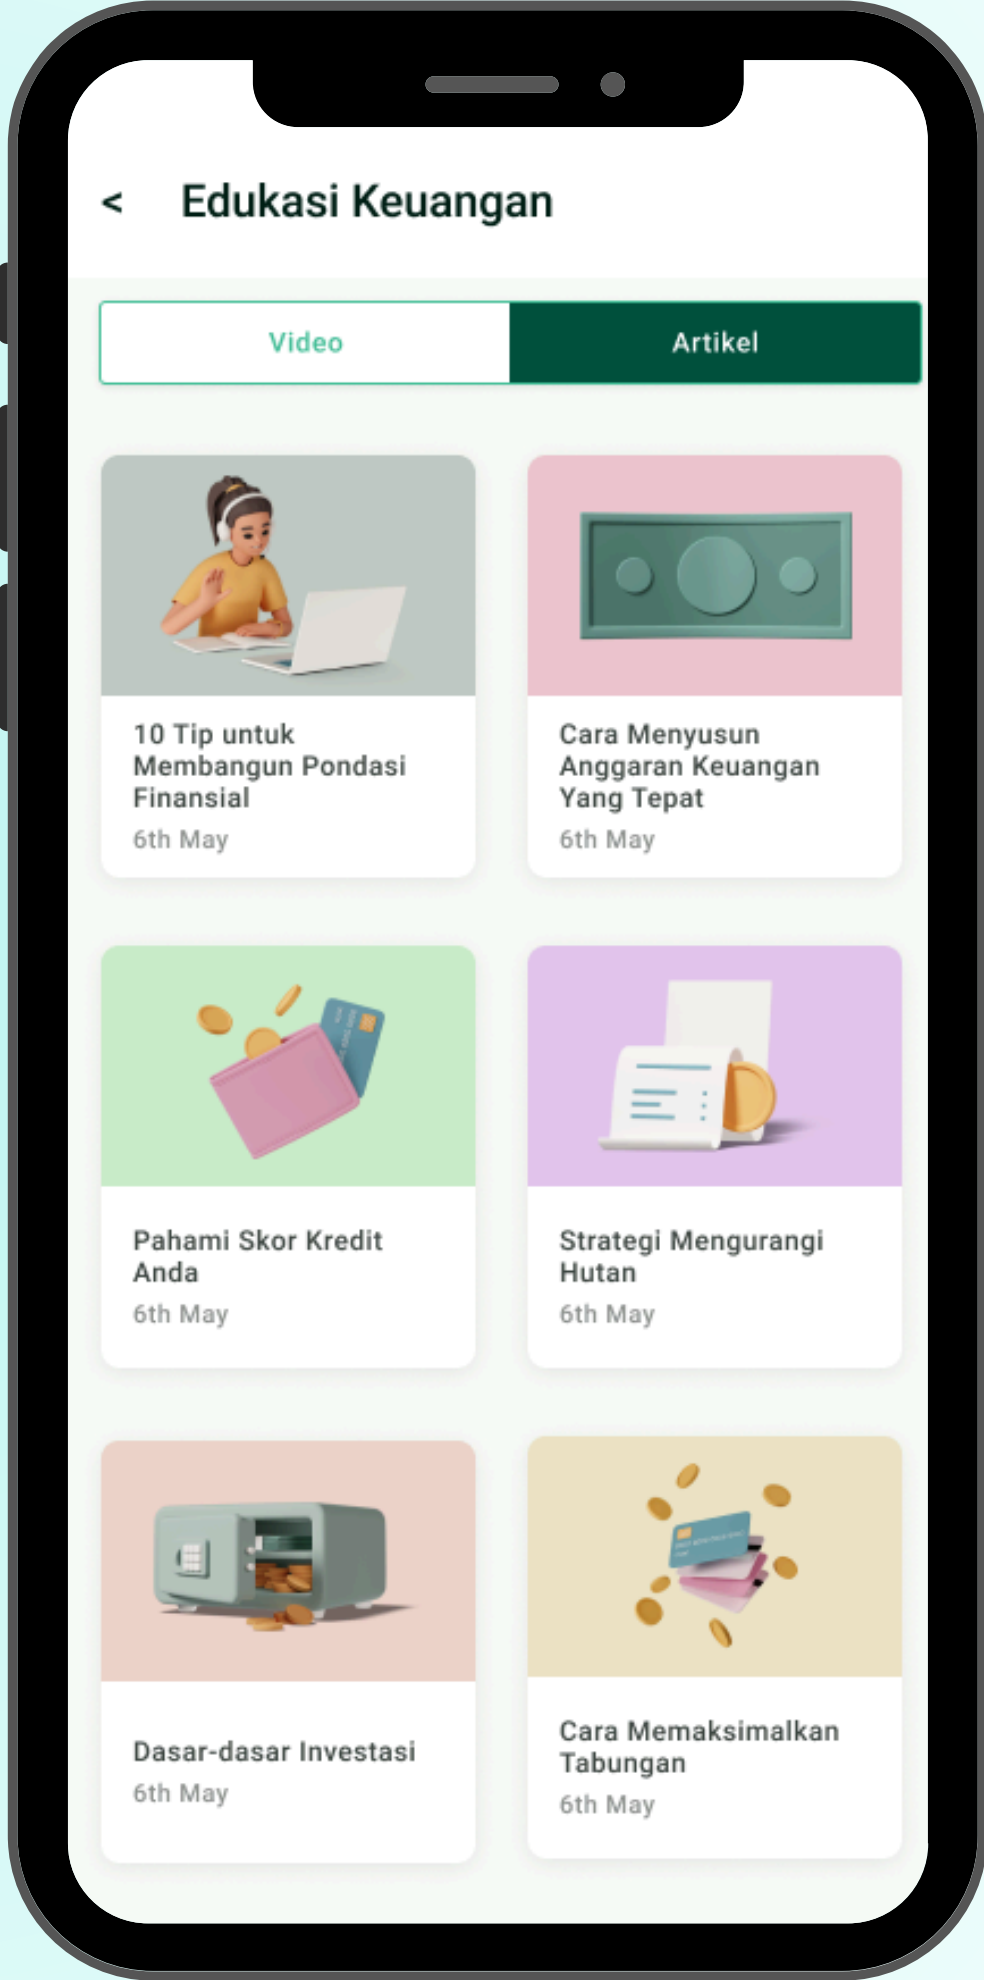 < Edukasi Keuangan
Video
Artikel
10 Tip untuk
Membangun Pondasi
Finansial
6th May
Cara Menyusun
Anggaran Keuangan
Yang Tepat
6th May
Pahami Skor Kredit
Anda
6th May
Strategi Mengurangi
Hutan
6th May
Dasar-dasar Investasi
6th May
Cara Memaksimalkan
Tabungan
6th May